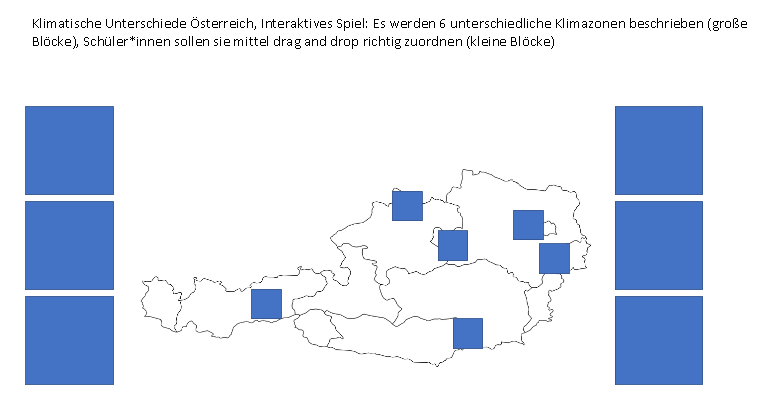 Klimatische Unterschiede Österreich, Interaktives Spiel: Es werden 6 unterschiedliche Klimazonen beschrieben (große
Blöcke), Schüler*innen sollen sie mittel drag and drop richtig zuordnen (kleine Blöcke)